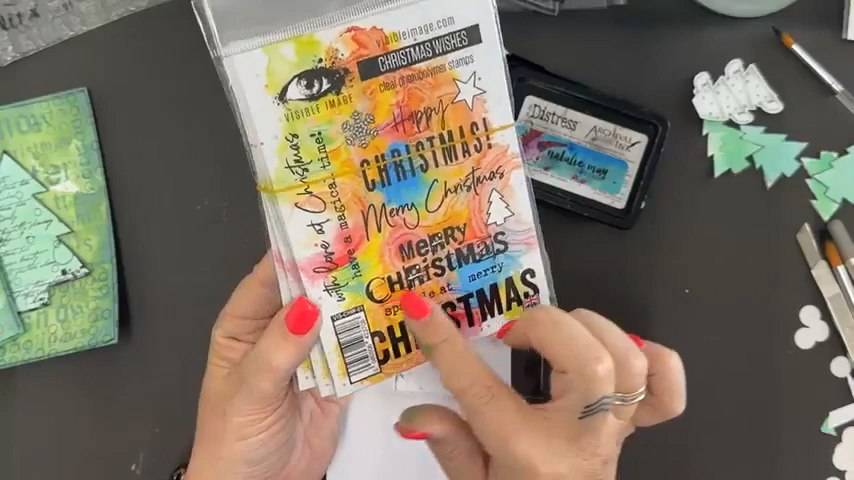 visibleimage.com
CHRISTMAS WISHES
clear photopolymer stamps
VISIBLE IMAGE
Happy
CHRISTMAS!
Merry Christmas
MeRRY
CHRiStMAS
merry
CHRISTMAS
with love at Christmas
have a magical time!
Distress
ARCHIVAL
natalie may